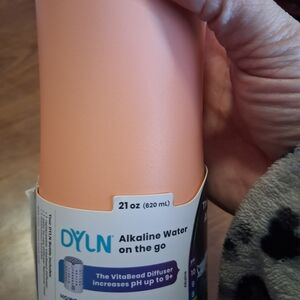 21 oz (620 mL)
DYLN
Alkaline Water
on the go
The VitaBead Diffuser
increases pH up to 9+